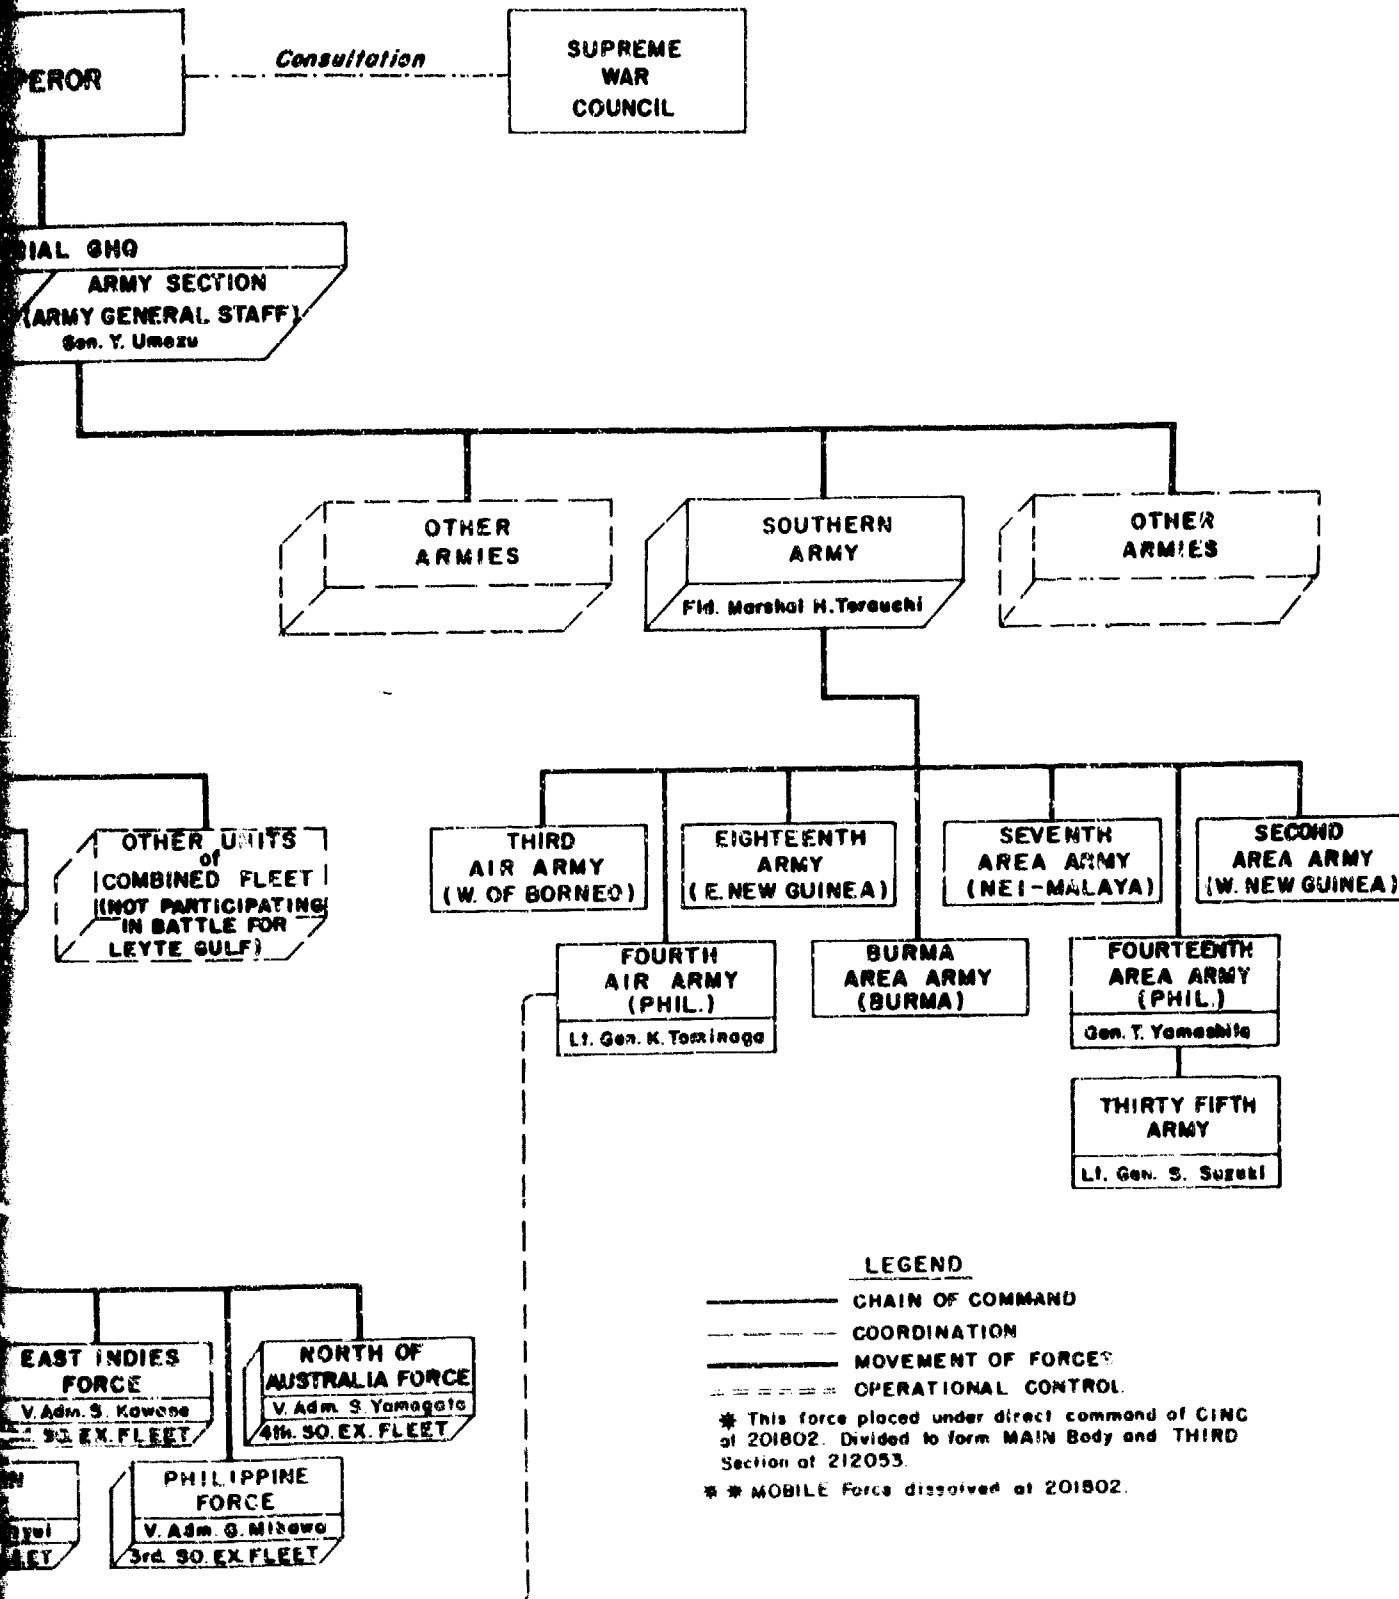 Consultation
SUPREME
WAR
COUNCIL
GHQ
ARMY SECTION
(ARMY GENERAL STAFF)
Gen. Y. Umezu
OTHER
ARMIES
SOUTHERN
ARMY
Fld. Marshal H. Terauchi
OTHER
ARMIES
OTHER UNITS
of
COMBINED FLEET
(NOT PARTICIPATING
IN BATTLE FOR
LEYTE GULF)
THIRD
AIR ARMY
(W. OF BORNEO)
EIGHTEENTH
ARMY
(E. NEW GUINEA)
SEVENTH
AREA ARMY
(NEI-MALAYA)
SECOND
AREA ARMY
(W. NEW GUINEA)
FOURTH
AIR ARMY
(PHIL.)
Lt. Gen. K. Tominaga
BURMA
AREA ARMY
(BURMA)
FOURTEENTH
AREA ARMY
(PHIL.)
Gen. T. Yamashita
THIRTY FIFTH
ARMY
Lt. Gen. S. Suzuki
LEGEND
CHAIN OF COMMAND
COORDINATION
MOVEMENT OF FORCES
OPERATIONAL CONTROL
* This force placed under direct command of CINC
at 201802. Divided to form MAIN Body and THIRD
Section at 212053.
* * MOBILE Force dissolved at 201802.
EAST INDIES
FORCE
V. Adm. S. Kawase
SO. EX. FLEET
NORTH OF
AUSTRALIA FORCE
V. Adm. S. Yamagata
4th. SO. EX. FLEET
PHILIPPINE
FORCE
V. Adm. G. Mikawa
3rd. SO. EX. FLEET